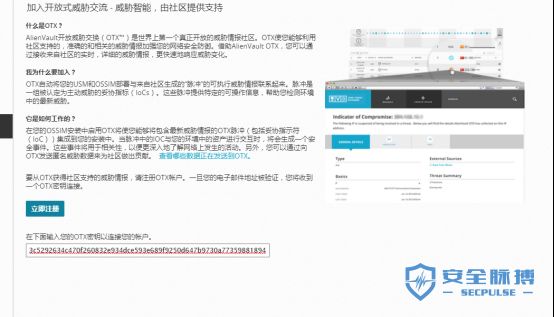 加入开放式威胁交流 - 威胁智能，由社区提供支持
什么是OTX？
AlienVault开放威胁交换（ OTX™ ）是世界上第一个真正开放的威胁情报社区。OTX使您能够利用
社区支持的，准确的和相关的威胁情报加强您的网络安全防御。借助AlienVault OTX，您可以通
过接收来自社区的实时，详细的威胁情报，更快速地响应威胁变化。
我为什么要加入？
OTX自动将您的USM和OSSIM部署与来自社区生成的“脉冲”的可执行威胁情报联系起来。脉冲是
一组被认定为主动威胁的妥协指示（IoCs）。这些脉冲提供特定的可操作信息，帮助您检测环境
中的最新威胁。
它是如何工作的？
在您的OSSIM安装中启用OTX将使您能够将包含最新威胁情报的OTX脉冲（包括妥协指示符
（ IoC ））集成到您的安装中。当脉冲中的IOC与您的环境中的资产进行交互时，将会生成一个安
全事件。这些事件将用于相关性，以便更深入地了解网络上发生的活动。另外，您可以通过向
OTX发送匿名威胁数据来为社区做出贡献。 查看哪些数据正在发送到OTX。
要从OTX获得社区支持的威胁情报，请注册OTX帐户。一旦您的电子邮件地址被验证，您将收到
一个OTX密钥连接。
立即注册
在下面输入您的OTX密钥以连接您的帐户。
3c5292634c470f260832e934dce593e689f9250d647b9730a77359881894
Indicator of Compromise:
GENERAL DETAILS
Type
External Sources
Basics
Threat Summary
安全脉搏
SECPULSE